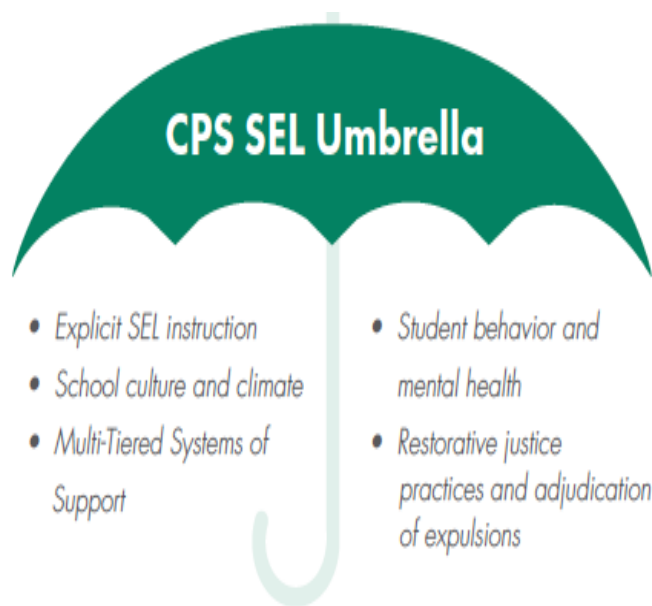 CPS SEL Umbrella
• Explicit SEL instruction
• School culture and climate
• Multi-Tiered Systems of
Support
• Student behavior and
mental health
• Restorative justice
practices and adjudication
of expulsions